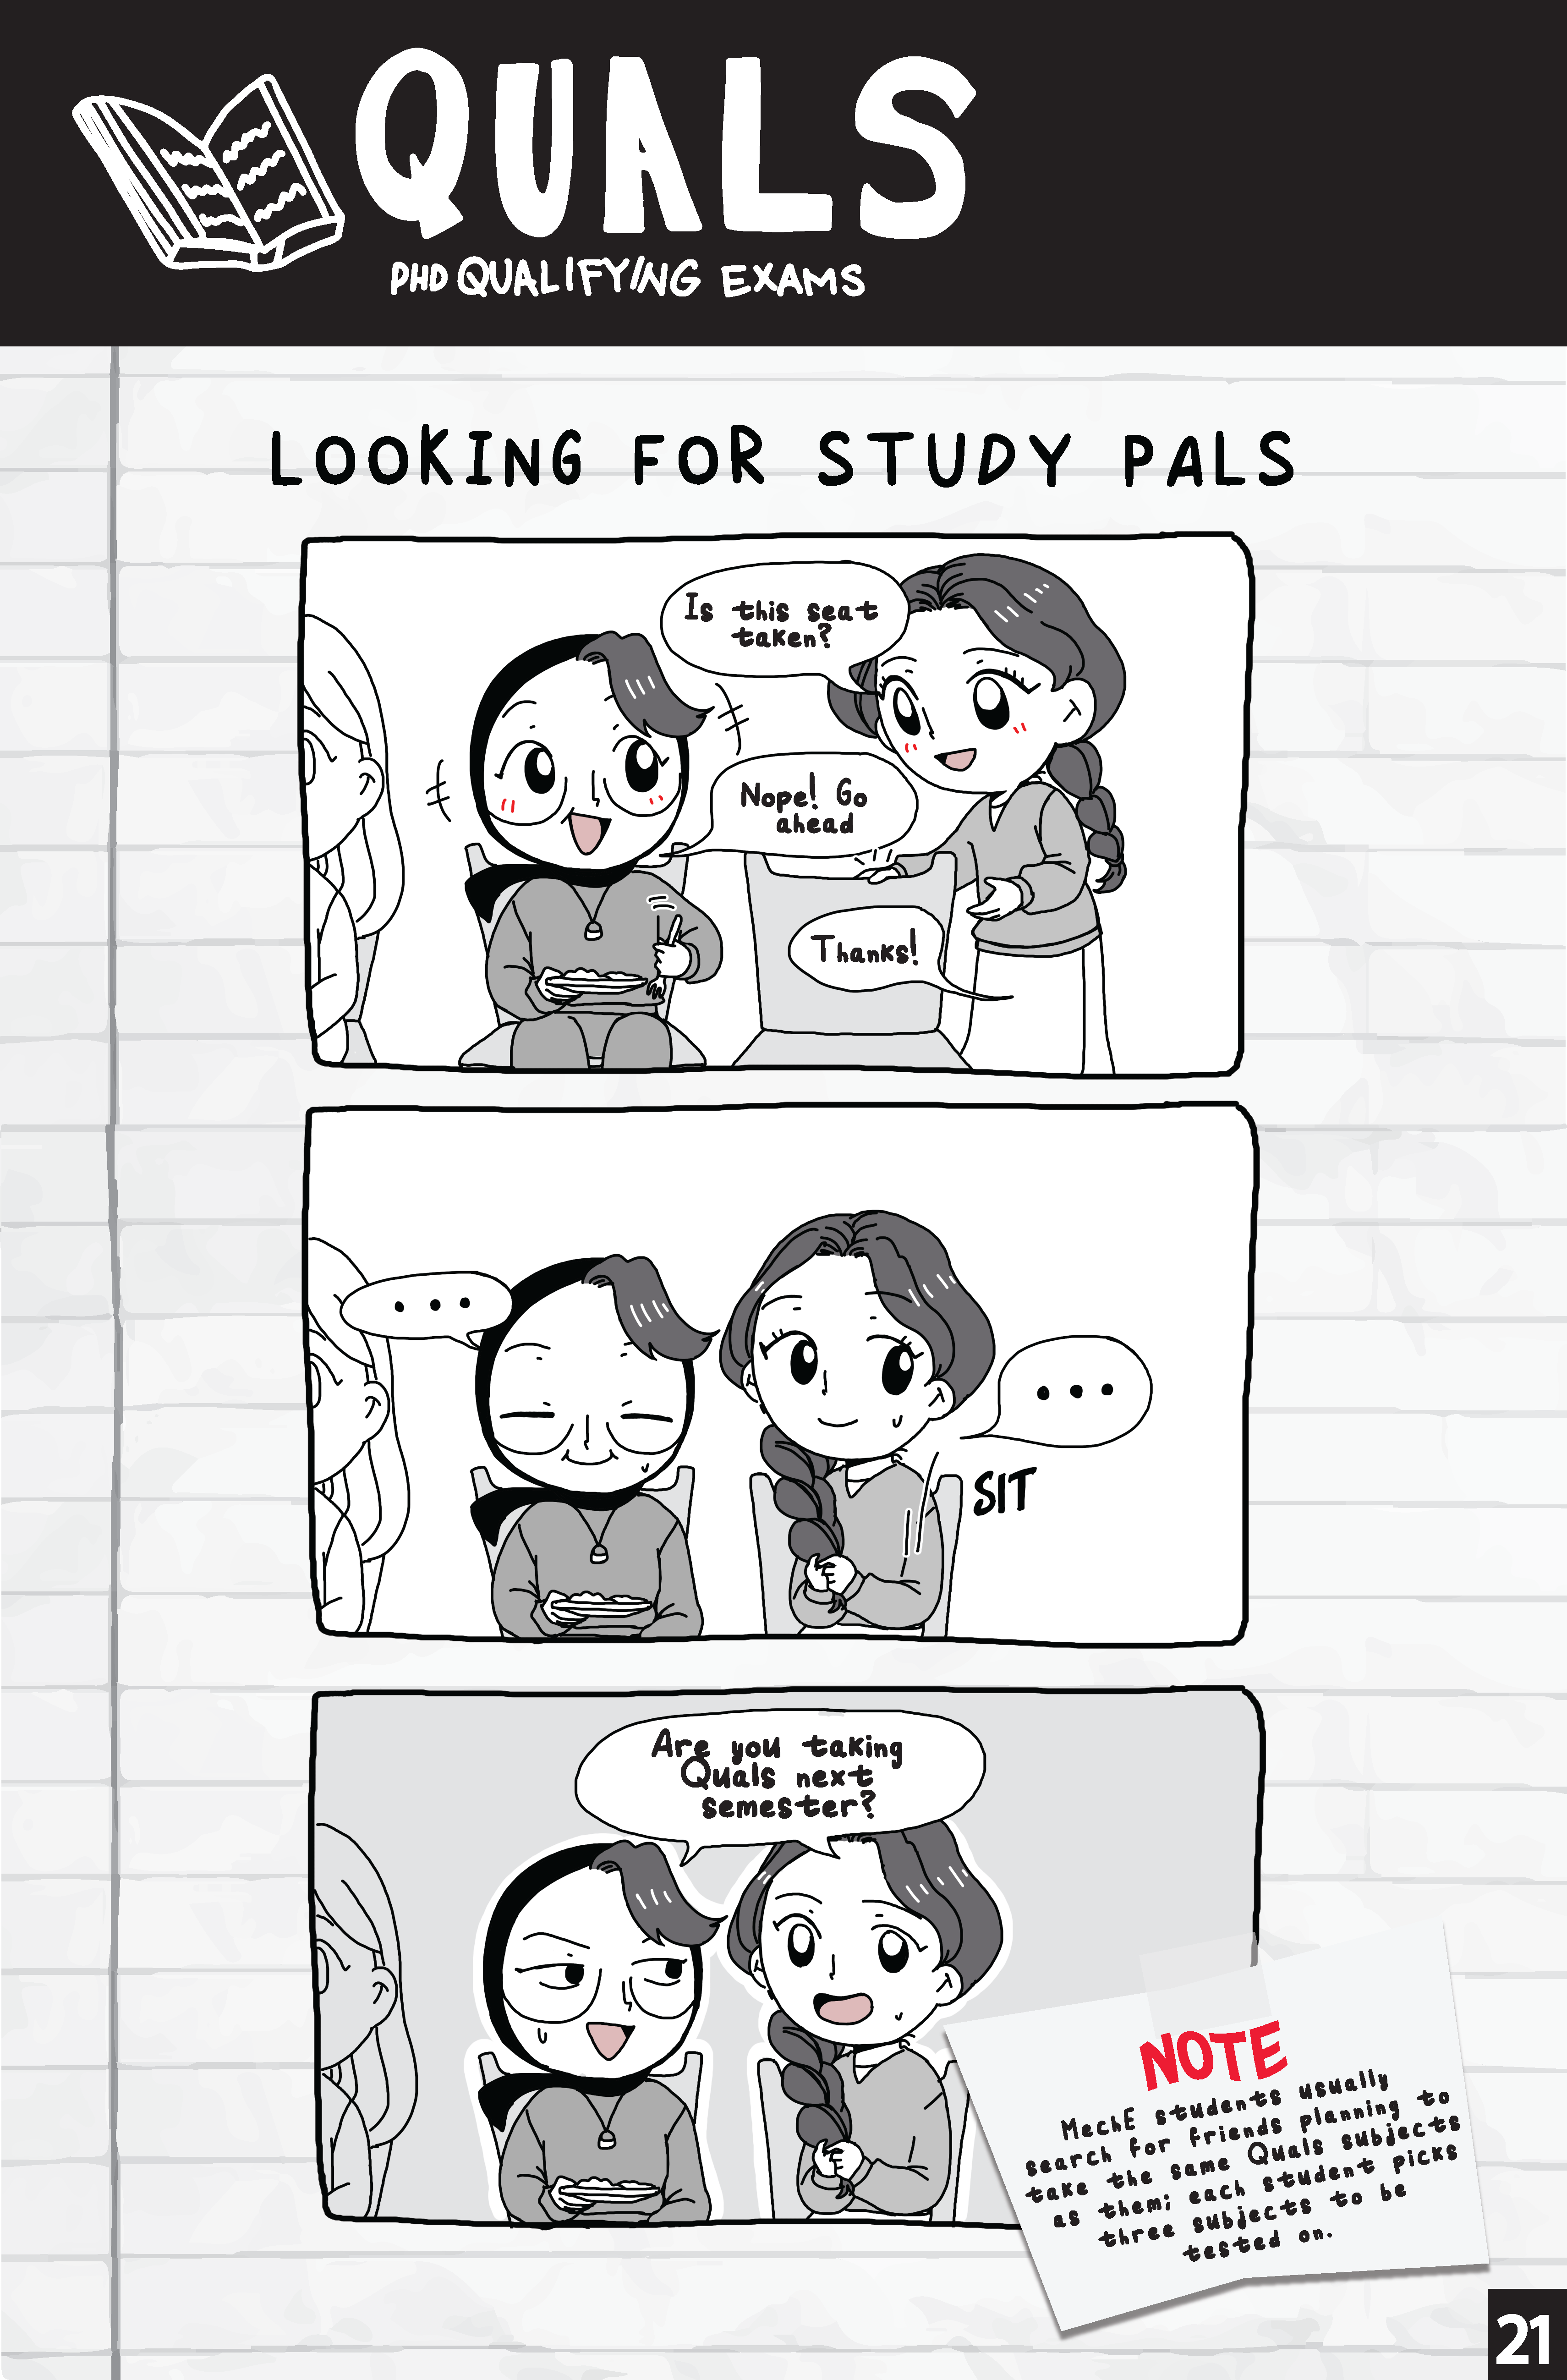 QUALS
PHD QUALIFYING EXAMS
LOOKING FOR STUDY PALS
Is this seat
taken?
Nope! Go
ahead
Thanks!
...
...
SIT
Are you taking
Quals next
semester?
NOTE
MechE students usually
search for friends planning to
take the same Quals subjects
as them; each student picks
three subjects to be
tested on.
21